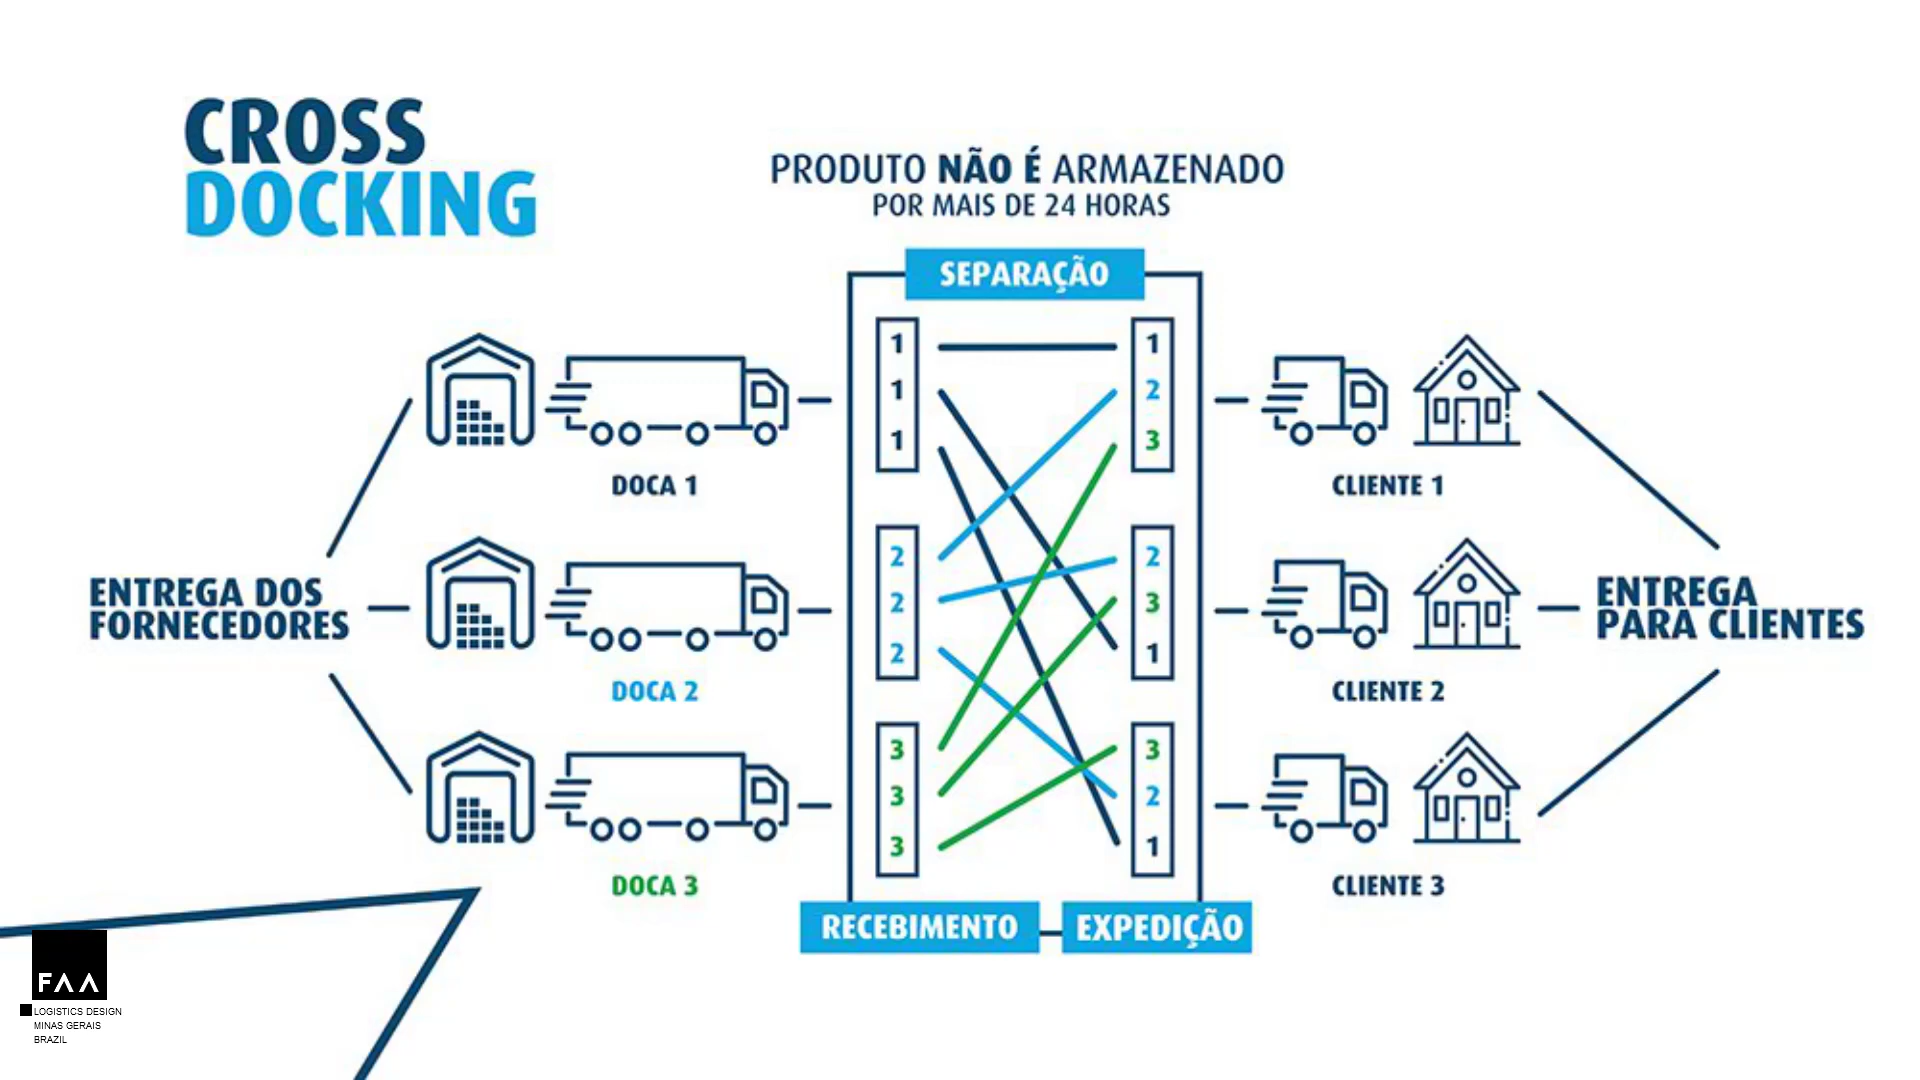 CROSS
DOCKING
PRODUTO NÃO É ARMAZENADO
POR MAIS DE 24 HORAS
SEPARAÇÃO
ENTREGA DOS
FORNECEDORES
DOCA 1
DOCA 2
DOCA 3
1
1
1
2
2
2
3
3
3
1
2
3
2
3
1
3
2
1
RECEBIMENTO
EXPEDIÇÃO
CLIENTE 1
CLIENTE 2
CLIENTE 3
ENTREGA
PARA CLIENTES
FAA
LOGISTICS DESIGN
MINAS GERAIS
BRAZIL